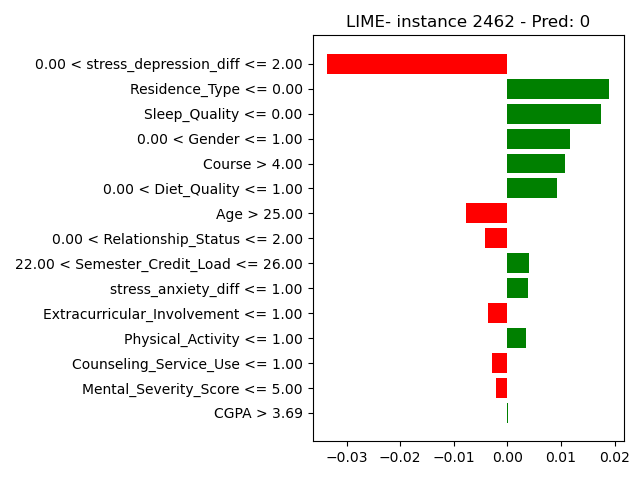 LIME- instance 2462 - Pred: 0
0.00 < stress_depression_diff <= 2.00
Residence_Type <= 0.00
Sleep_Quality <= 0.00
0.00 < Gender <= 1.00
Course > 4.00
0.00 < Diet_Quality <= 1.00
Age > 25.00
0.00 < Relationship_Status <= 2.00
22.00 < Semester_Credit_Load <= 26.00
stress_anxiety_diff <= 1.00
Extracurricular_Involvement <= 1.00
Physical_Activity <= 1.00
Counseling_Service_Use <= 1.00
Mental_Severity_Score <= 5.00
CGPA > 3.69
−0.03 −0.02 −0.01 0.00 0.01 0.02